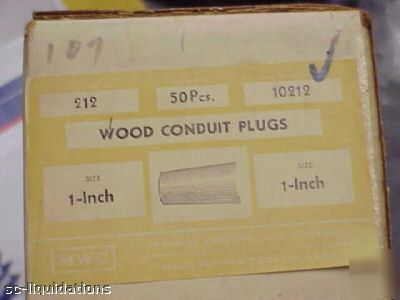 107
212 50 Pcs. 10212
WOOD CONDUIT PLUGS
SIZE
1-Inch
SIZE
1-Inch
MWC
sc-liquidations